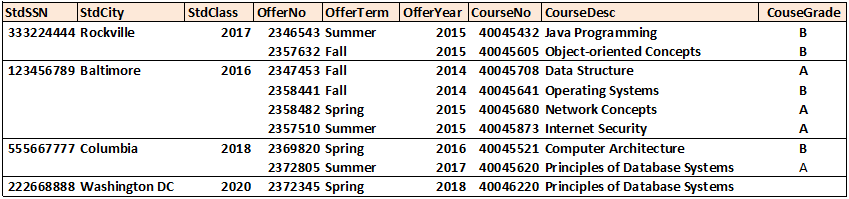 StdSSN StdCity StdClass OfferNo OfferTerm OfferYear CourseNo CourseDesc CouseGrade
333224444 Rockville 2017 2346543 Summer 2015 40045432 Java Programming B
2357632 Fall 2015 40045605 Object-oriented Concepts B
123456789 Baltimore 2016 2347453 Fall 2014 40045708 Data Structure A
2358441 Fall 2014 40045641 Operating Systems B
2358482 Spring 2015 40045680 Network Concepts A
2357510 Summer 2015 40045873 Internet Security A
555667777 Columbia 2018 2369820 Spring 2016 40045521 Computer Architecture B
2372805 Summer 2017 40045620 Principles of Database Systems A
222668888 Washington DC 2020 2372345 Spring 2018 40046220 Principles of Database Systems